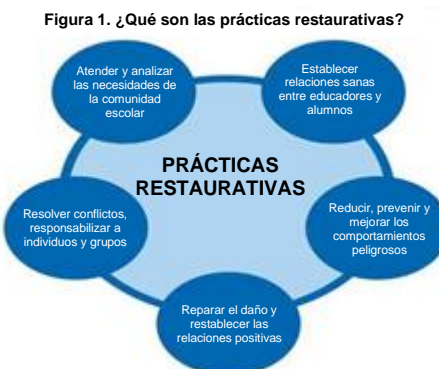 Figura 1. ¿Qué son las prácticas restaurativas?
Atender y analizar
las necesidades de
la comunidad
escolar
Establecer
relaciones sanas
entre educadores y
alumnos
PRÁCTICAS
RESTAURATIVAS
Resolver conflictos,
responsabilizar a
individuos y grupos
Reducir, prevenir y
mejorar los
comportamientos
peligrosos
Reparar el daño y
restablecer las
relaciones positivas